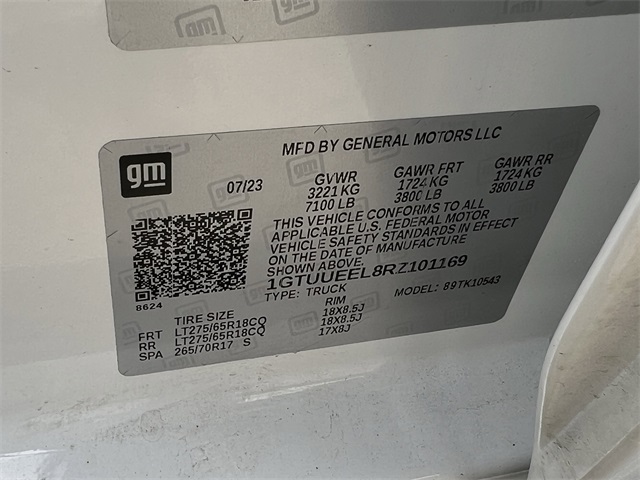 MFD BY GENERAL MOTORS LLC
gm
07/23 GVWR GAWR FRT GAWR RR
3221 KG 1724 KG 1724 KG
7100 LB 3800 LB 3800 LB
THIS VEHICLE CONFORMS TO ALL
APPLICABLE U.S. FEDERAL MOTOR
VEHICLE SAFETY STANDARDS IN EFFECT
ON THE DATE OF MANUFACTURE
SHOWN ABOVE.
1GTUUEEL8RZ101169
8624 TYPE: TRUCK MODEL: 89TK10543
TIRE SIZE RIM
FRT LT275/65R18CQ 18X8.5J
RR LT275/65R18CQ 18X8.5J
SPA 265/70R17 S 17X8J